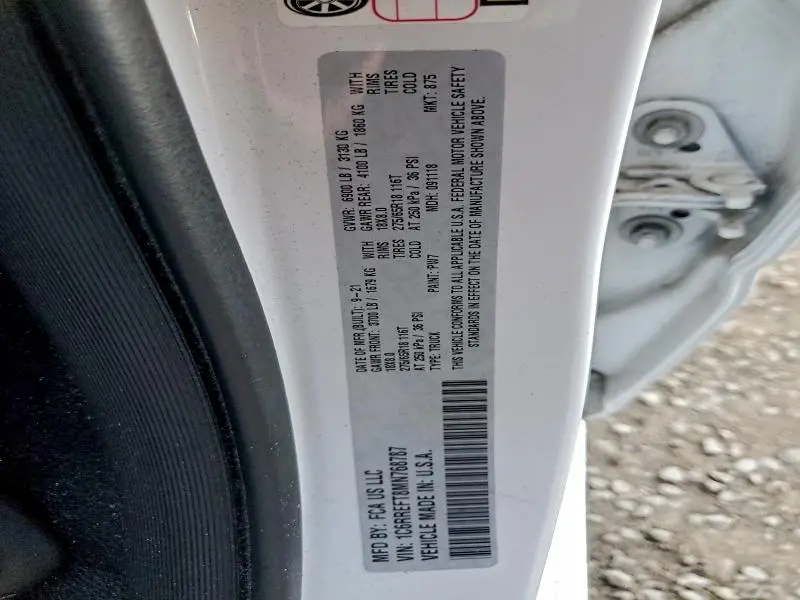 MFD BY: FCA US LLC
VIN: 1C6RREFT8MN768787
VEHICLE MADE IN: U.S.A.
DATE OF MFR.(BUILT): 9-21 GVWR: 6900 LB / 3130 KG
GAWR FRONT: 3700 LB / 1679 KG WITH GAWR REAR: 4100 LB / 1860 KG WITH
18X8.0 RIMS 18X8.0 RIMS
275/65R18 116T TIRES 275/65R18 116T TIRES
AT 250 kPa / 36 PSI COLD AT 250 kPa / 36 PSI COLD
TYPE: TRUCK PAINT: PW7 MDH: 091118 MKT: 875
THIS VEHICLE CONFORMS TO ALL APPLICABLE U.S.A. FEDERAL MOTOR VEHICLE SAFETY
STANDARDS IN EFFECT ON THE DATE OF MANUFACTURE SHOWN ABOVE.